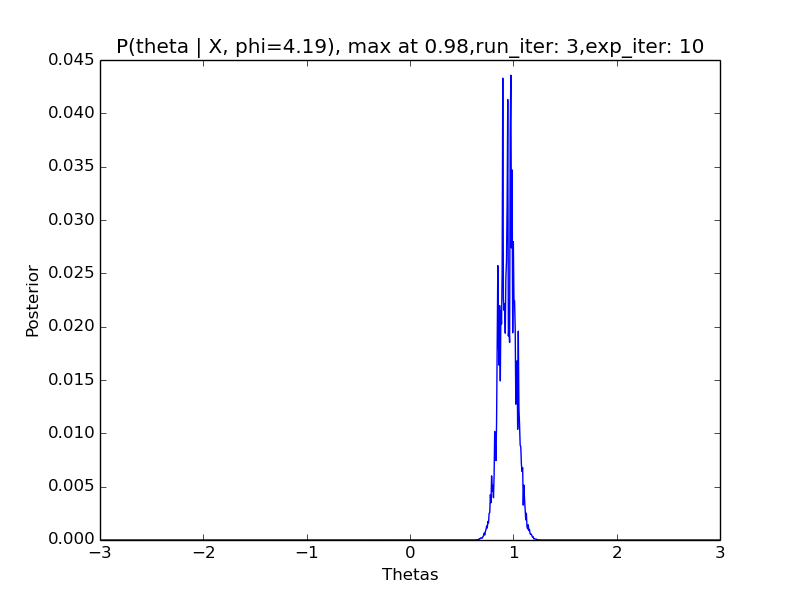 P(theta | X, phi=4.19), max at 0.98,run_iter: 3,exp_iter: 10
0.045
0.040
0.035
0.030
0.025
0.020
0.015
0.010
0.005
0.000
Posterior
−3 −2 −1 0 1 2 3
Thetas